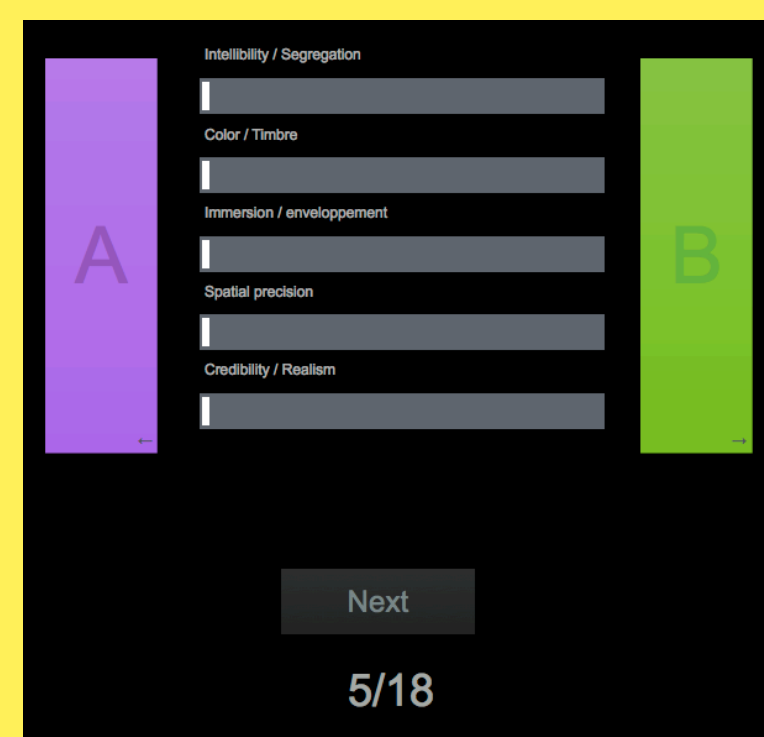 Intellibility / Segregation
Color / Timbre
Immersion / enveloppement
A
B
Spatial precision
Credibility / Realism
←
→
Next
5/18